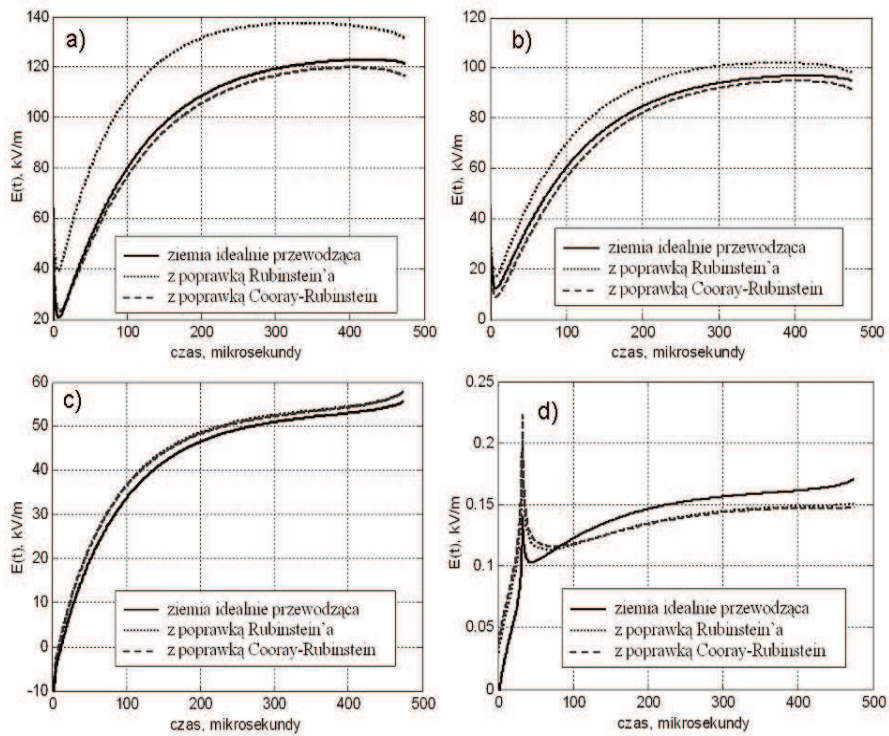 a)
E(t), kV/m
140
120
100
80
60
40
20
0 100 200 300 400 500
czas, mikrosekundy
ziemia idealnie przewodząca
z poprawką Rubinstein`a
z poprawką Cooray-Rubinstein
b)
E(t), kV/m
120
100
80
60
40
20
0
0 100 200 300 400 500
czas, mikrosekundy
ziemia idealnie przewodząca
z poprawką Rubinstein`a
z poprawką Cooray-Rubinstein
c)
E(t), kV/m
60
50
40
30
20
10
0
-10
0 100 200 300 400 500
czas, mikrosekundy
ziemia idealnie przewodząca
z poprawką Rubinstein`a
z poprawką Cooray-Rubinstein
d)
E(t), kV/m
0.25
0.2
0.15
0.1
0.05
0
0 100 200 300 400 500
czas, mikrosekundy
ziemia idealnie przewodząca
z poprawką Rubinstein`a
z poprawką Cooray-Rubinstein